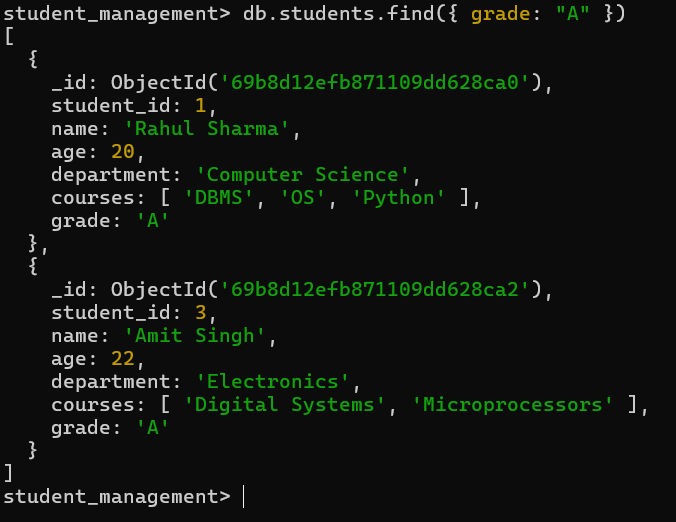 student_management> db.students.find({ grade: "A" })
[
  {
    _id: ObjectId('69b8d12efb871109dd628ca0'),
    student_id: 1,
    name: 'Rahul Sharma',
    age: 20,
    department: 'Computer Science',
    courses: [ 'DBMS', 'OS', 'Python' ],
    grade: 'A'
  },
  {
    _id: ObjectId('69b8d12efb871109dd628ca2'),
    student_id: 3,
    name: 'Amit Singh',
    age: 22,
    department: 'Electronics',
    courses: [ 'Digital Systems', 'Microprocessors' ],
    grade: 'A'
  }
]
student_management>